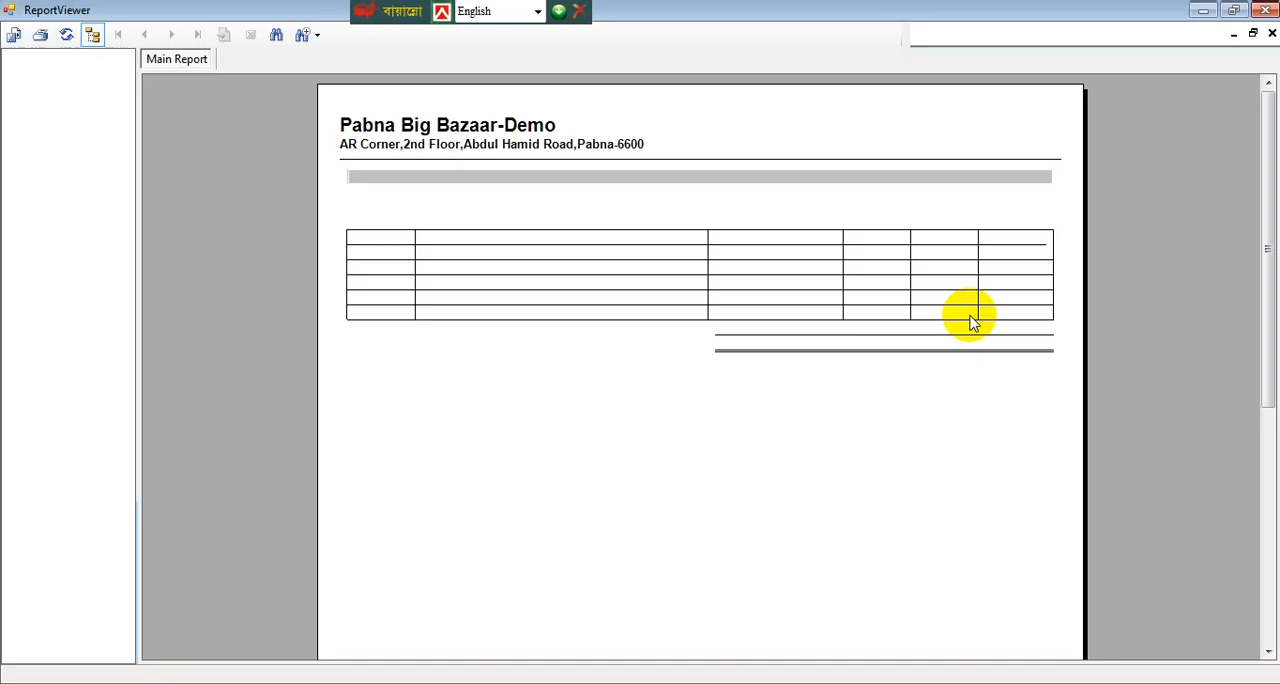 ReportViewer
বায়ান্নো
English
Main Report
Pabna Big Bazaar-Demo
AR Corner,2nd Floor,Abdul Hamid Road,Pabna-6600